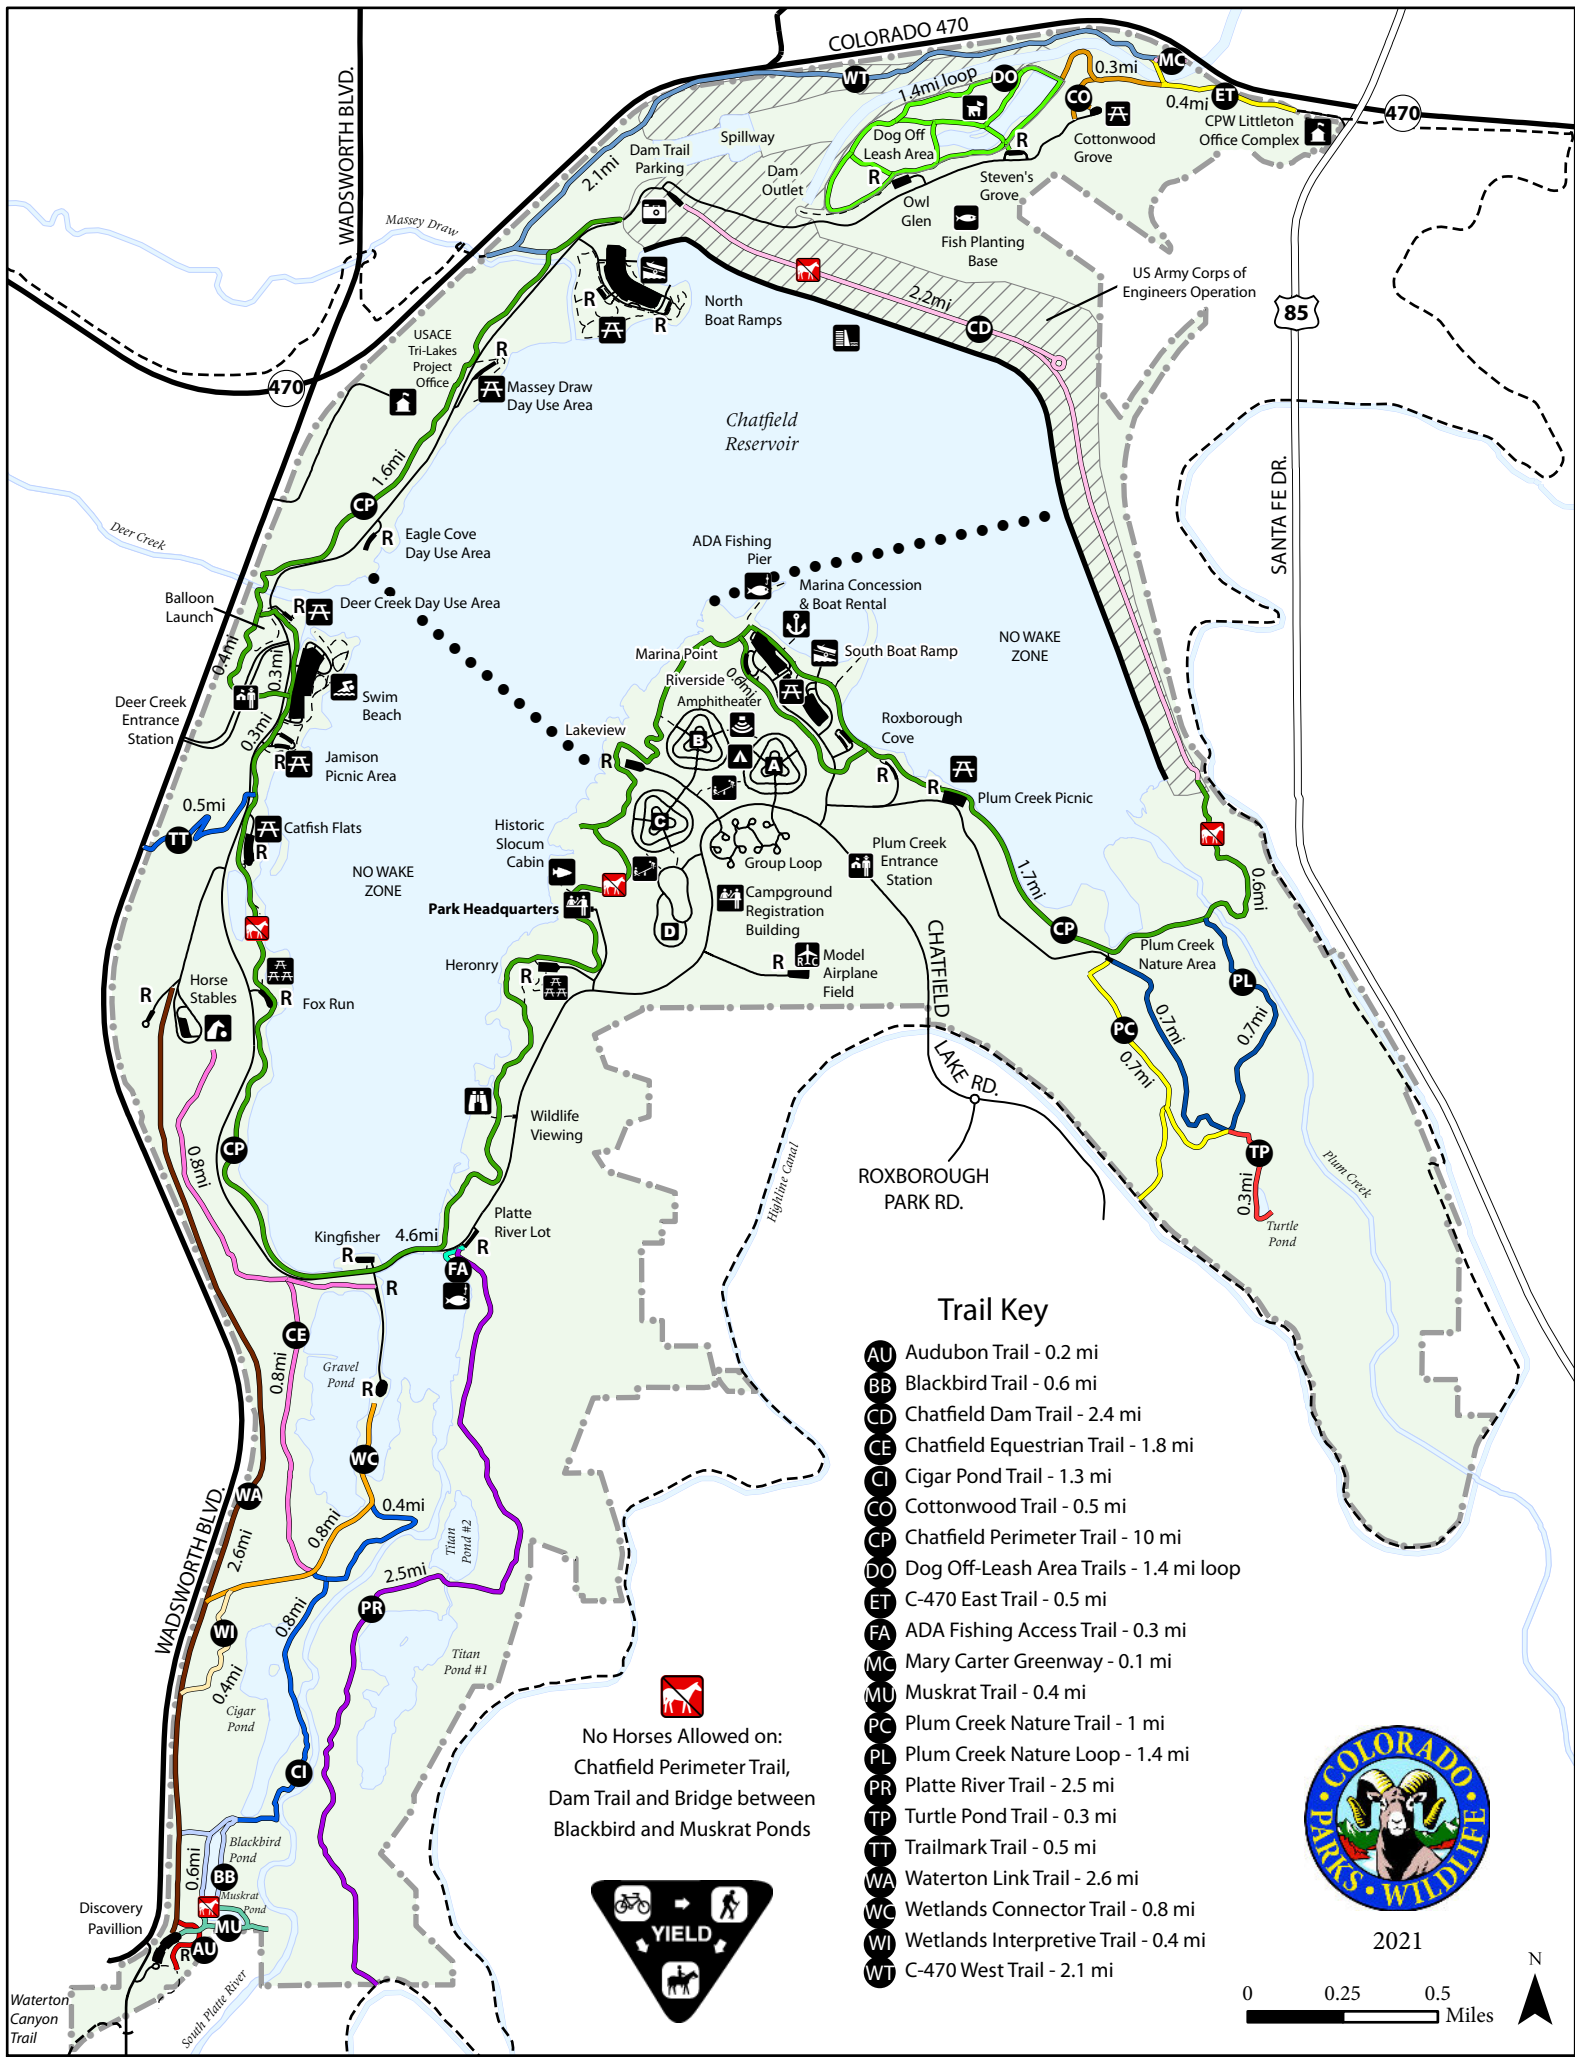 COLORADO 470
WADSWORTH BLVD.
WT
1.4mi loop
DO
MC
0.3mi
CO
0.4mi
ET
470
CPW Littleton
Office Complex
Cottonwood
Grove
Spillway
Dog Off
Leash Area
R
R
Steven's
Grove
Owl
Glen
Dam Trail
Parking
Dam
Outlet
2.1mi
Massey Draw
Fish Planting
Base
US Army Corps of
Engineers Operation
2.2mi
CD
85
North
Boat Ramps
R
R
USACE
Tri-Lakes
Project
Office
470
R
Massey Draw
Day Use Area
Chatfield
Reservoir
1.6mi
CP
SANTA FE DR.
Deer Creek
R
Eagle Cove
Day Use Area
ADA Fishing
Pier
Marina Concession
& Boat Rental
Balloon
Launch
R
Deer Creek Day Use Area
NO WAKE
ZONE
0.4mi
0.3mi
Marina Point
South Boat Ramp
Riverside
0.6mi
Amphitheater
Deer Creek
Entrance
Station
Swim
Beach
0.3mi
Roxborough
Cove
Lakeview
R
B
A
R
Jamison
Picnic Area
R
R
Plum Creek Picnic
0.5mi
TT
Catfish Flats
R
Historic
Slocum
Cabin
C
Group Loop
Plum Creek
Entrance
Station
NO WAKE
ZONE
1.7mi
0.9mi
Park Headquarters
Campground
Registration
Building
D
CHATFIELD
CP
Plum Creek
Nature Area
Heronry
R
R
R C
Model
Airplane
Field
Horse
Stables
R
R
Fox Run
PL
PC
0.7mi
0.7mi
0.7mi
LAKE RD.
Wildlife
Viewing
CP
0.8mi
Highline Canal
ROXBOROUGH
PARK RD.
TP
0.3mi
Plum Creek
Turtle
Pond
Platte
River Lot
R
Kingfisher
R
4.6mi
FA
R
CE
0.8mi
Gravel
Pond
R
WC
WA
0.4mi
0.8mi
Titan
Pond #2
2.6mi
2.5mi
WADSWORTH BLVD.
0.8mi
PR
WI
0.4mi
Titan
Pond #1
Cigar
Pond
CI
Blackbird
Pond
0.6mi
BB
Muskrat
Pond
MU
Discovery
Pavillion
R
AU
South Platte River
Waterton
Canyon
Trail
Trail Key
AU Audubon Trail - 0.2 mi
BB Blackbird Trail - 0.6 mi
CD Chatfield Dam Trail - 2.4 mi
CE Chatfield Equestrian Trail - 1.8 mi
CI Cigar Pond Trail - 1.3 mi
CO Cottonwood Trail - 0.5 mi
CP Chatfield Perimeter Trail - 10 mi
DO Dog Off-Leash Area Trails - 1.4 mi loop
ET C-470 East Trail - 0.5 mi
FA ADA Fishing Access Trail - 0.3 mi
MC Mary Carter Greenway - 0.1 mi
MU Muskrat Trail - 0.4 mi
PC Plum Creek Nature Trail - 1 mi
PL Plum Creek Nature Loop - 1.4 mi
PR Platte River Trail - 2.5 mi
TP Turtle Pond Trail - 0.3 mi
TT Trailmark Trail - 0.5 mi
WA Waterton Link Trail - 2.6 mi
WC Wetlands Connector Trail - 0.8 mi
WI Wetlands Interpretive Trail - 0.4 mi
WT C-470 West Trail - 2.1 mi
No Horses Allowed on:
Chatfield Perimeter Trail,
Dam Trail and Bridge between
Blackbird and Muskrat Ponds
YIELD
COLORADO
PARKS • WILDLIFE
2021
N
0 0.25 0.5
Miles